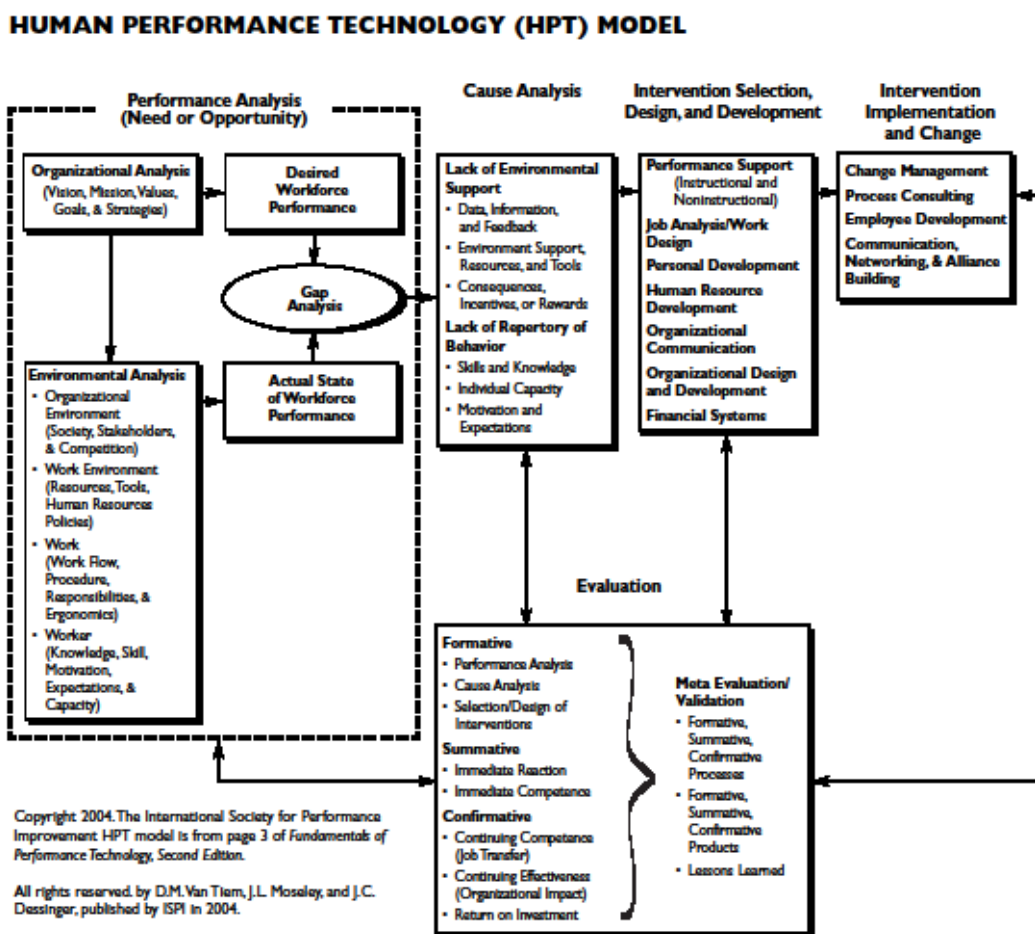 HUMAN PERFORMANCE TECHNOLOGY (HPT) MODEL
Performance Analysis
(Need or Opportunity)
Organizational Analysis
(Vision, Mission, Values,
Goals, & Strategies)
Desired
Workforce
Performance
Gap
Analysis
Environmental Analysis
• Organizational
Environment
(Society, Stakeholders,
& Competition)
• Work Environment
(Resources, Tools,
Human Resources
Policies)
• Work
(Work Flow,
Procedure,
Responsibilities, &
Ergonomics)
• Worker
(Knowledge, Skill,
Motivation,
Expectations, &
Capacity)
Actual State
of Workforce
Performance
Cause Analysis
Lack of Environmental
Support
• Data, Information,
and Feedback
• Environment Support,
Resources, and Tools
• Consequences,
Incentives, or Rewards
Lack of Repertory of
Behavior
• Skills and Knowledge
• Individual Capacity
• Motivation and
Expectations
Intervention Selection,
Design, and Development
Performance Support
(Instructional and
Noninstructional)
Job Analysis/Work
Design
Personal Development
Human Resource
Development
Organizational
Communication
Organizational Design
and Development
Financial Systems
Intervention
Implementation
and Change
Change Management
Process Consulting
Employee Development
Communication,
Networking, & Alliance
Building
Evaluation
Formative
• Performance Analysis
• Cause Analysis
• Selection/Design of
Interventions
Summative
• Immediate Reaction
• Immediate Competence
Confirmative
• Continuing Competence
(Job Transfer)
• Continuing Effectiveness
(Organizational Impact)
• Return on Investment
Meta Evaluation/
Validation
• Formative,
Summative,
Confirmative
Processes
• Formative,
Summative,
Confirmative
Products
• Lessons Learned
Copyright 2004. The International Society for Performance
Improvement HPT model is from page 3 of Fundamentals of
Performance Technology, Second Edition.
All rights reserved. by D.M. Van Tiem, J.L. Moseley, and J.C.
Dessinger, published by ISPI in 2004.